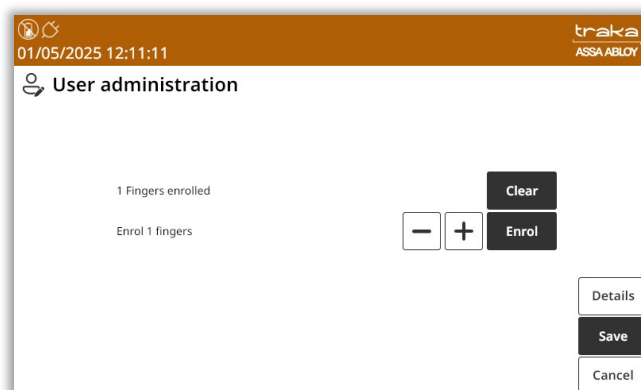 traka
01/05/2025 12:11:11
ASSA ABLOY
User administration
1 Fingers enrolled
Clear
Enrol 1 fingers
Enrol
Details
Save
Cancel